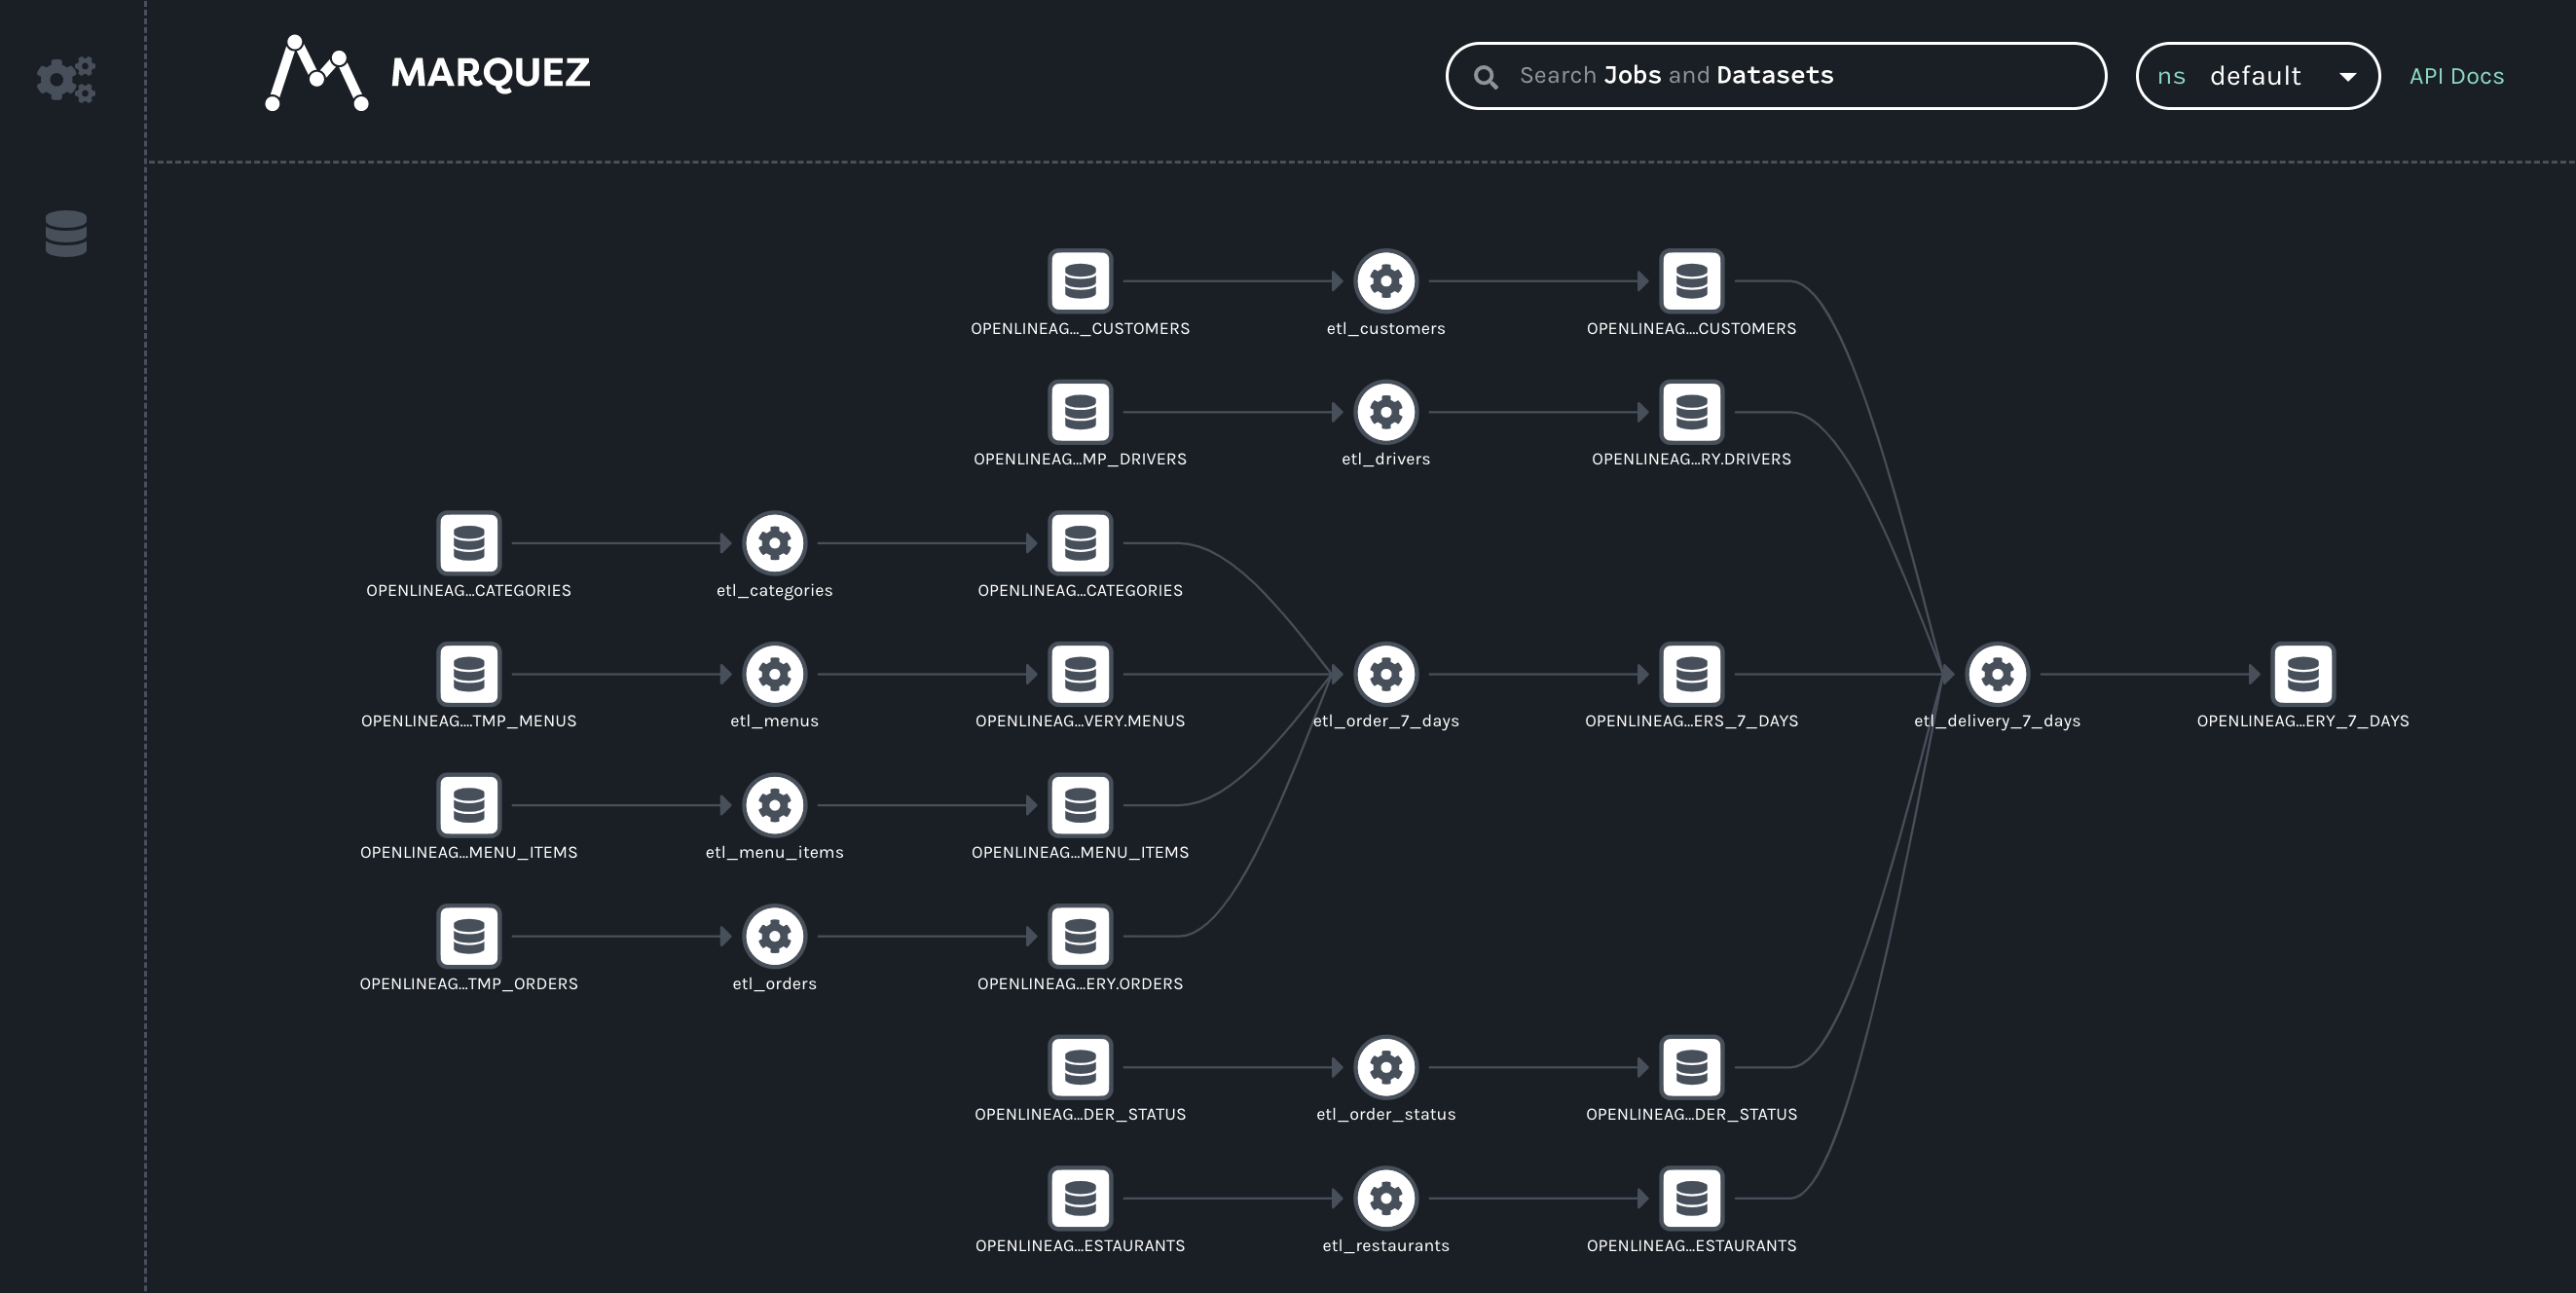 MARQUEZ
Search Jobs and Datasets
ns default
API Docs
OPENLINEAG..._CUSTOMERS
etl_customers
OPENLINEAG....CUSTOMERS
OPENLINEAG...MP_DRIVERS
etl_drivers
OPENLINEAG...RY.DRIVERS
OPENLINEAG...CATEGORIES
etl_categories
OPENLINEAG...CATEGORIES
OPENLINEAG....TMP_MENUS
etl_menus
OPENLINEAG...VERY.MENUS
etl_order_7_days
OPENLINEAG...ERS_7_DAYS
etl_delivery_7_days
OPENLINEAG...ERY_7_DAYS
OPENLINEAG...MENU_ITEMS
etl_menu_items
OPENLINEAG...MENU_ITEMS
OPENLINEAG...TMP_ORDERS
etl_orders
OPENLINEAG...ERY.ORDERS
OPENLINEAG...DER_STATUS
etl_order_status
OPENLINEAG...DER_STATUS
OPENLINEAG...ESTAURANTS
etl_restaurants
OPENLINEAG...ESTAURANTS